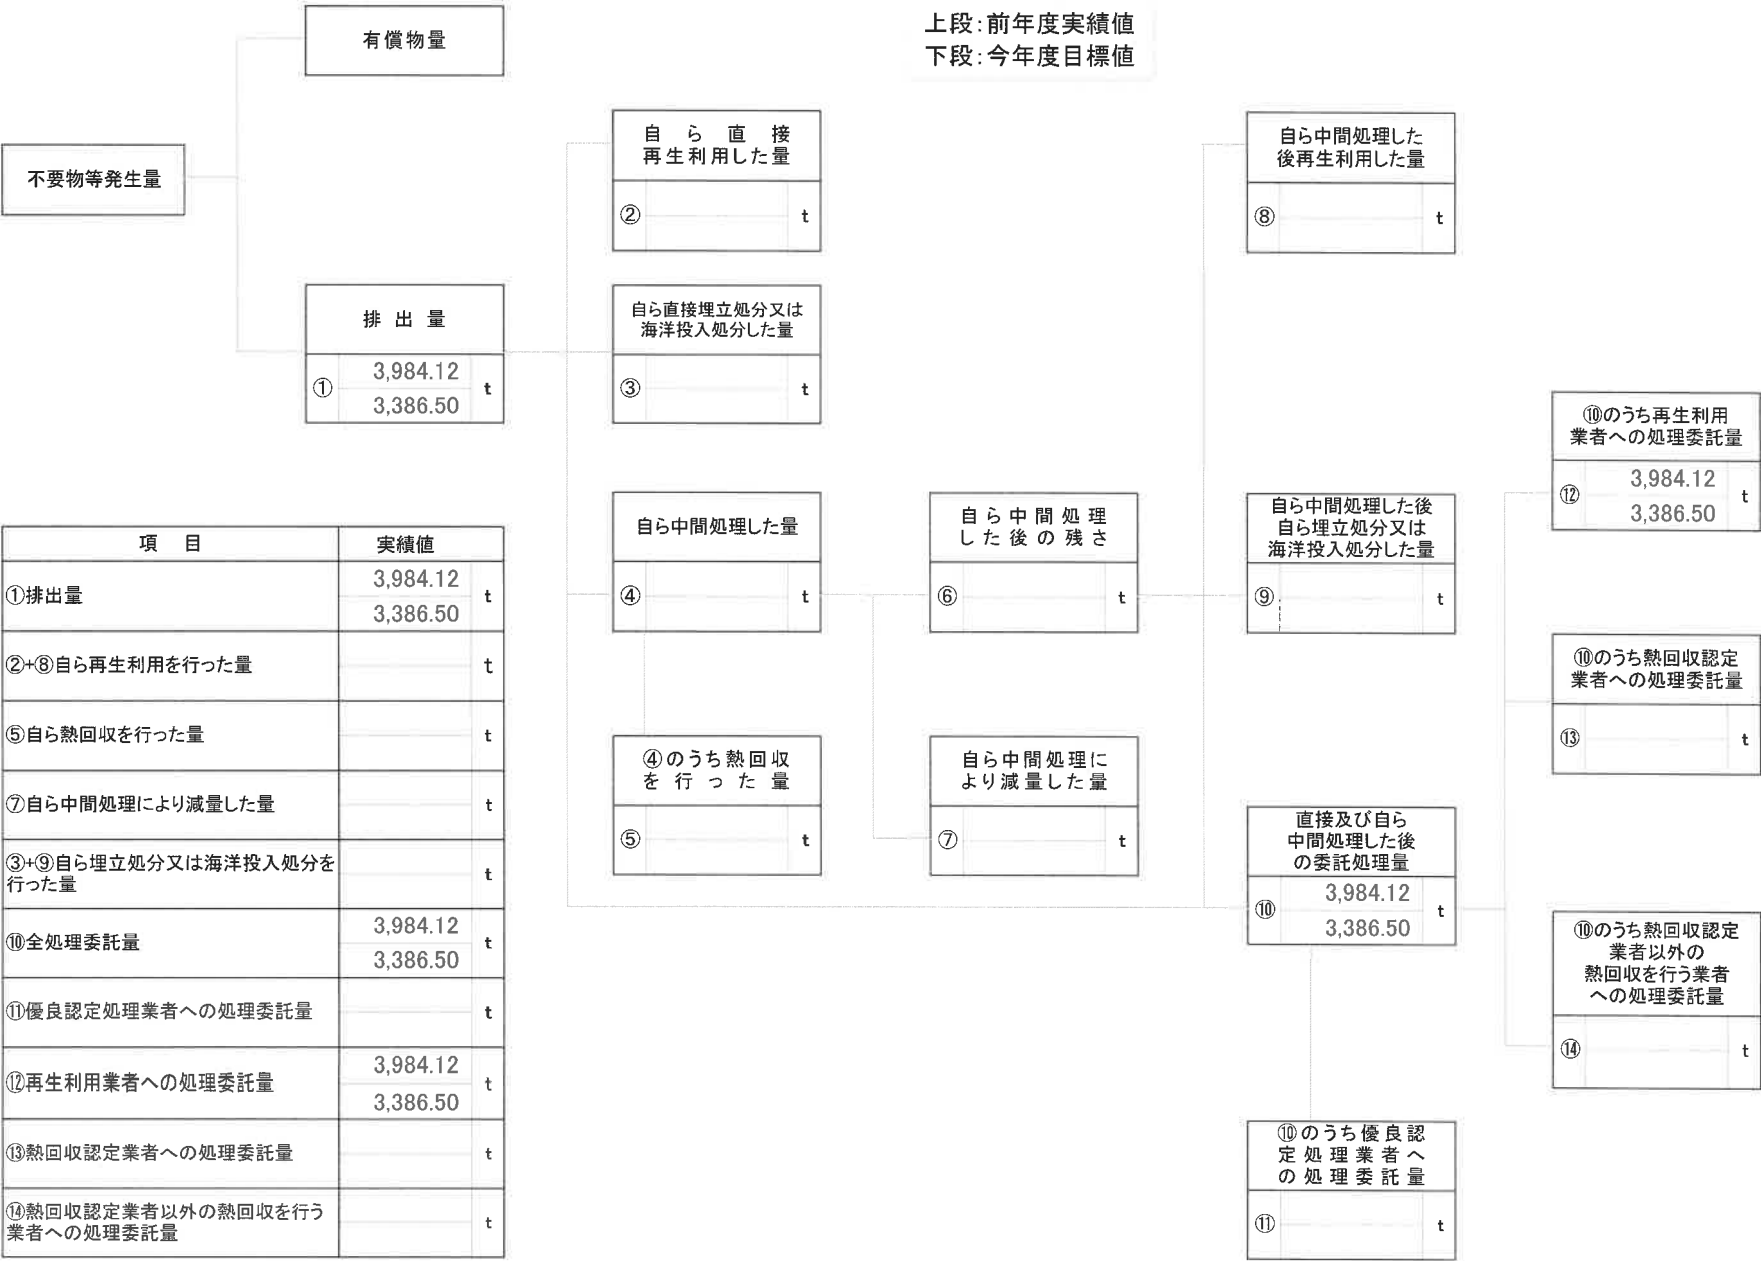 上段:前年度実績値
下段:今年度目標値
有償物量
不要物等発生量
排出量
①
3,984.12
3,386.50
t
自ら直接
再生利用した量
②
t
自ら直接埋立処分又は
海洋投入処分した量
③
t
自ら中間処理した量
④
t
④のうち熱回収
を行った量
⑤
t
自ら中間処理
した後の残さ
⑥
t
自ら中間処理に
より減量した量
⑦
t
自ら中間処理した
後再生利用した量
⑧
t
自ら中間処理した後
自ら埋立処分又は
海洋投入処分した量
⑨
t
直接及び自ら
中間処理した後
の委託処理量
⑩
3,984.12
3,386.50
t
⑩のうち優良認
定処理業者へ
の処理委託量
⑪
t
⑩のうち再生利用
業者への処理委託量
⑫
3,984.12
3,386.50
t
⑩のうち熱回収認定
業者への処理委託量
⑬
t
⑩のうち熱回収認定
業者以外の
熱回収を行う業者
への処理委託量
⑭
t
項目 実績値
①排出量
3,984.12
3,386.50
t
②+⑧自ら再生利用を行った量 t
⑤自ら熱回収を行った量 t
⑦自ら中間処理により減量した量 t
③+⑨自ら埋立処分又は海洋投入処分を
行った量
t
⑩全処理委託量
3,984.12
3,386.50
t
⑪優良認定処理業者への処理委託量 t
⑫再生利用業者への処理委託量
3,984.12
3,386.50
t
⑬熱回収認定業者への処理委託量 t
⑭熱回収認定業者以外の熱回収を行う
業者への処理委託量
t